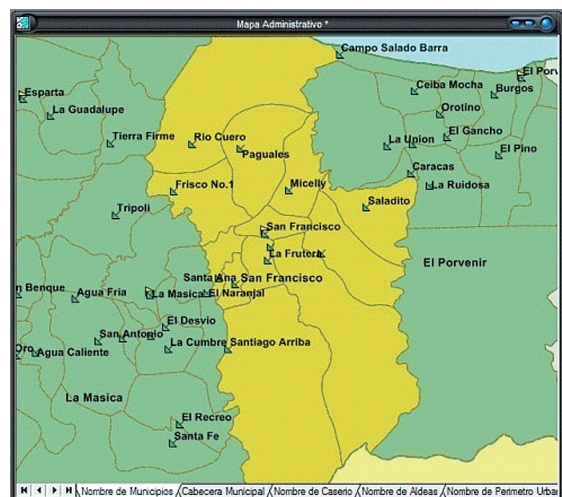 Mapa Administrativo *
Campo Salado Barra
Esparta
La Guadalupe
Tierra Firme
Rio Cuero
Paguales
Ceiba Mocha
Burgos
El Porv
Orotino
El Gancho
La Union
El Pino
Caracas
La Ruidosa
Frisco No.1
Micelly
Saladito
Tripoli
San Francisco
La Frutera
El Porvenir
Santa Ana
San Francisco
n Benque
Agua Fria
La Masica
El Naranjal
El Desvio
San Antonio
La Cumbre
Santiago Arriba
Oro
Agua Caliente
La Masica
El Recreo
Santa Fe
Nombre de Municipios
Cabecera Municipal
Nombre de Caserio
Nombre de Aldeas
Nombre de Perimetro Urba